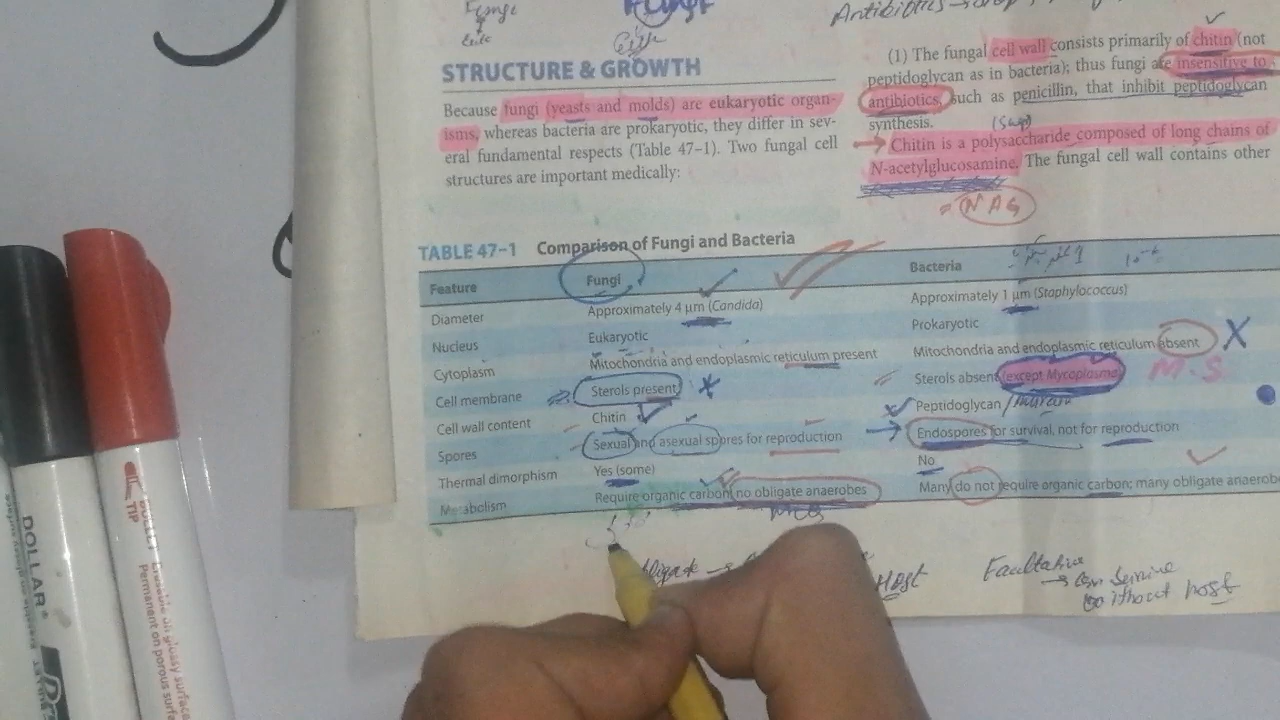 Fungi
Antibiotics
STRUCTURE & GROWTH
Because fungi (yeasts and molds) are eukaryotic organ-
isms, whereas bacteria are prokaryotic, they differ in sev-
eral fundamental respects (Table 47–1). Two fungal cell
structures are important medically:
(1) The fungal cell wall consists primarily of chitin (not
peptidoglycan as in bacteria); thus fungi are insensitive to
antibiotics, such as penicillin, that inhibit peptidoglycan
synthesis.
Chitin is a polysaccharide composed of long chains of
N-acetylglucosamine. The fungal cell wall contains other
NAG
TABLE 47–1 Comparison of Fungi and Bacteria
Feature Fungi Bacteria
Diameter Approximately 4 μm (Candida) Approximately 1 μm (Staphylococcus)
Nucleus Eukaryotic Prokaryotic
Cytoplasm Mitochondria and endoplasmic reticulum present Mitochondria and endoplasmic reticulum absent
Cell membrane Sterols present Sterols absent (except Mycoplasma)
M.S
Cell wall content Chitin Peptidoglycan
Spores Sexual and asexual spores for reproduction Endospores for survival, not for reproduction
Thermal dimorphism Yes (some) No
Metabolism Require organic carbon; no obligate anaerobes Many do not require organic carbon; many obligate anaerob
10⁻⁶
MCQ
Host
without host
DOLLAR
TIP
Permanent on porous surfa